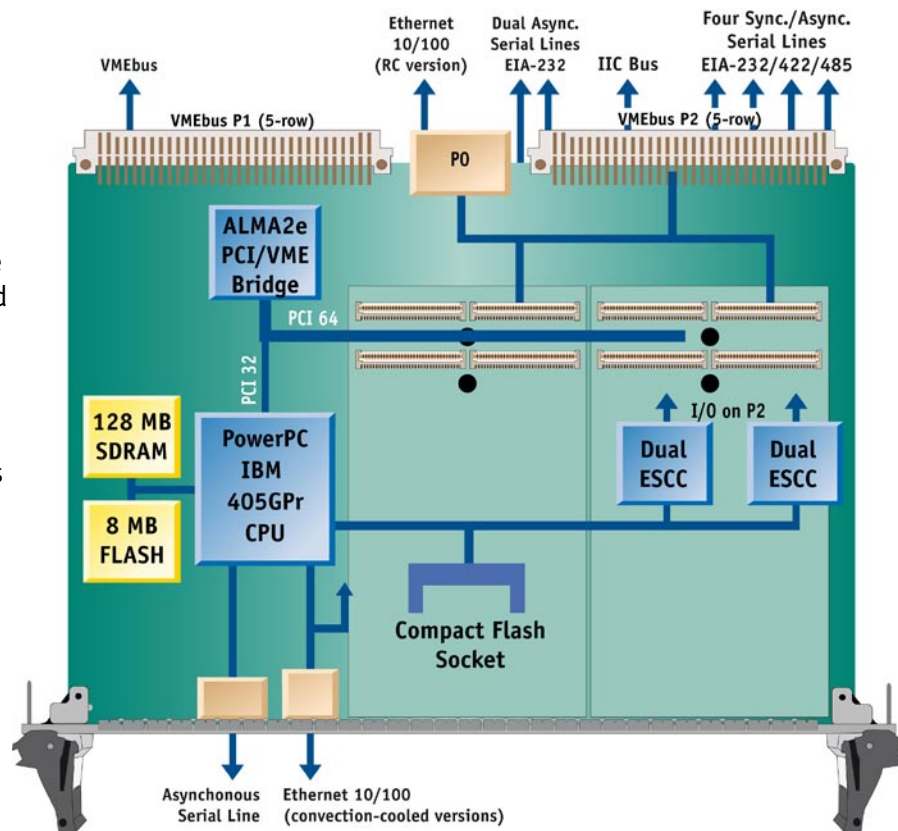 Ethernet
10/100
(RC version)
Dual Async.
Serial Lines
EIA-232
IIC Bus
Four Sync./Async.
Serial Lines
EIA-232/422/485
VMEbus
VMEbus P1 (5-row)
P0
VMEbus P2 (5-row)
ALMA2e
PCI/VME
Bridge
PCI 64
PCI 32
I/O on P2
128 MB
SDRAM
8 MB
FLASH
PowerPC
IBM
405GPr
CPU
Dual
ESCC
Dual
ESCC
Compact Flash
Socket
Asynchonous
Serial Line
Ethernet 10/100
(convection-cooled versions)